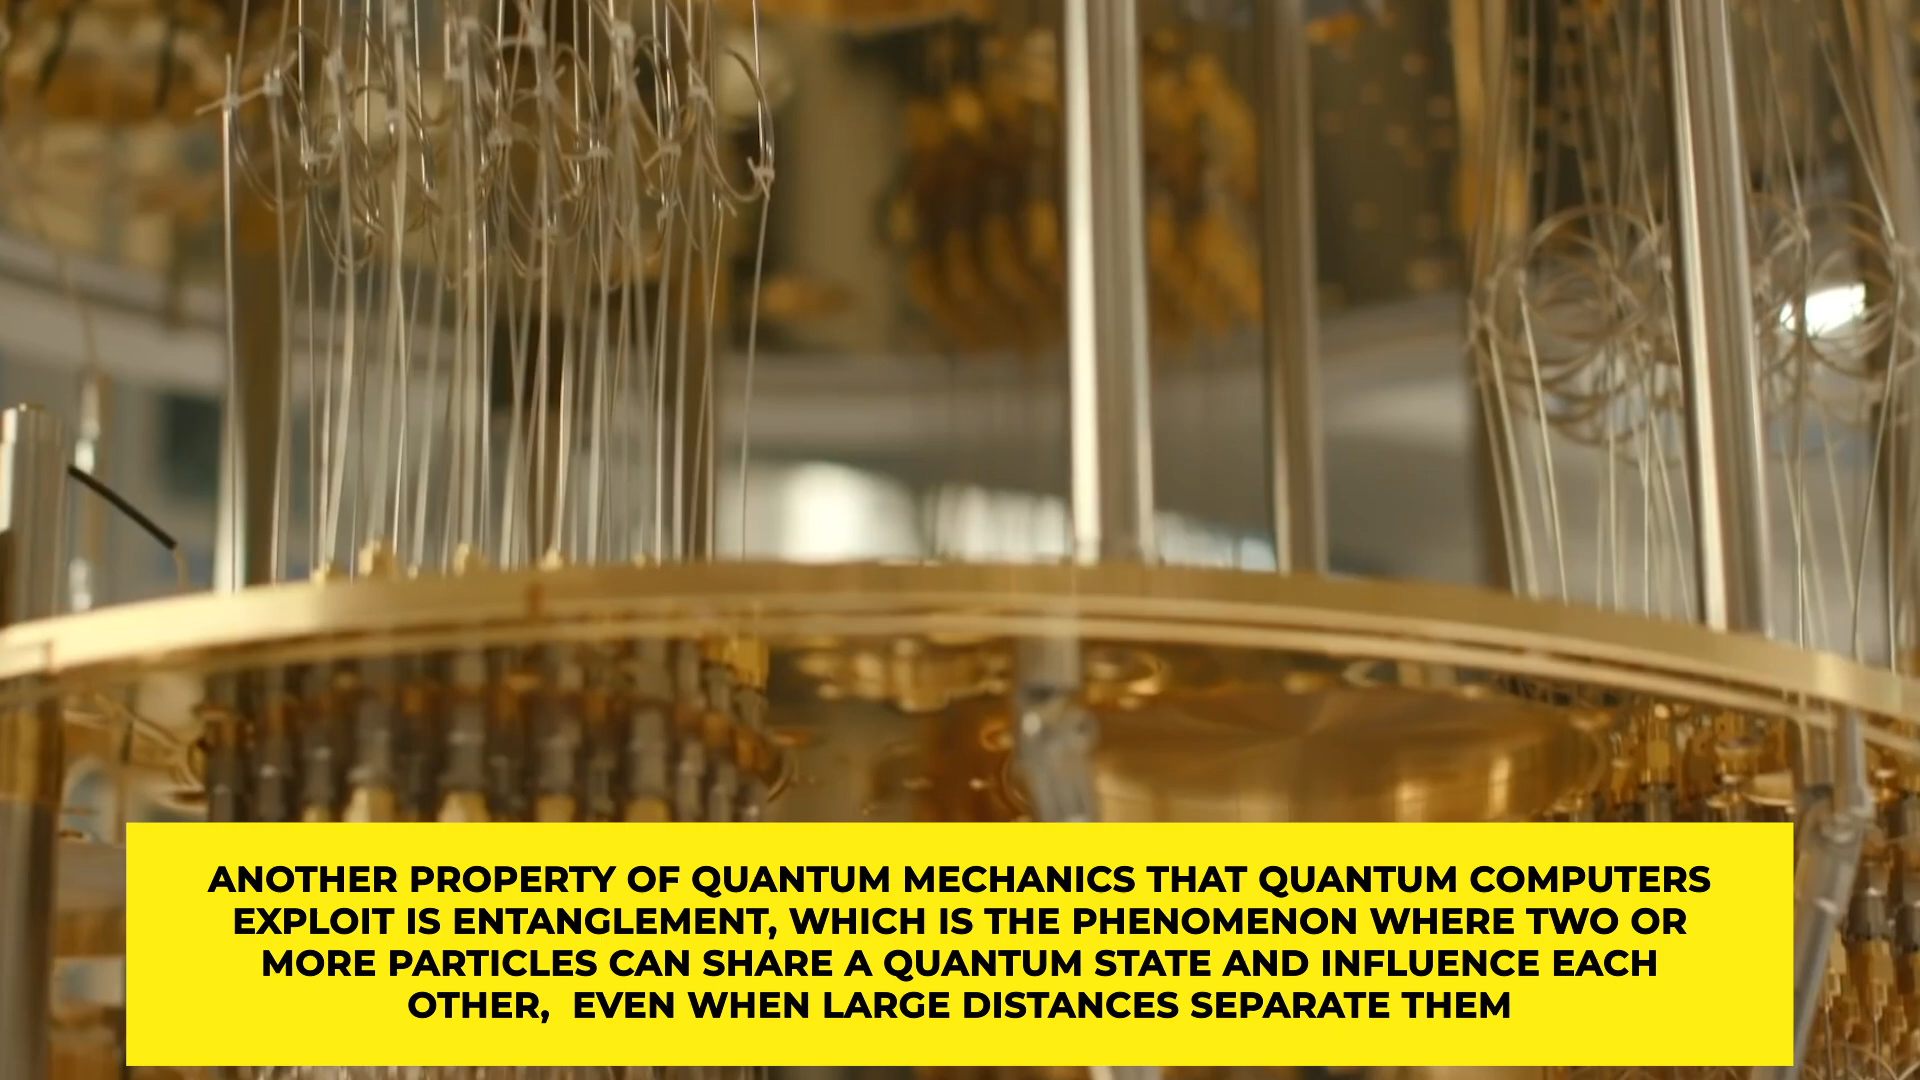 ANOTHER PROPERTY OF QUANTUM MECHANICS THAT QUANTUM COMPUTERS
EXPLOIT IS ENTANGLEMENT, WHICH IS THE PHENOMENON WHERE TWO OR
MORE PARTICLES CAN SHARE A QUANTUM STATE AND INFLUENCE EACH
OTHER,  EVEN WHEN LARGE DISTANCES SEPARATE THEM